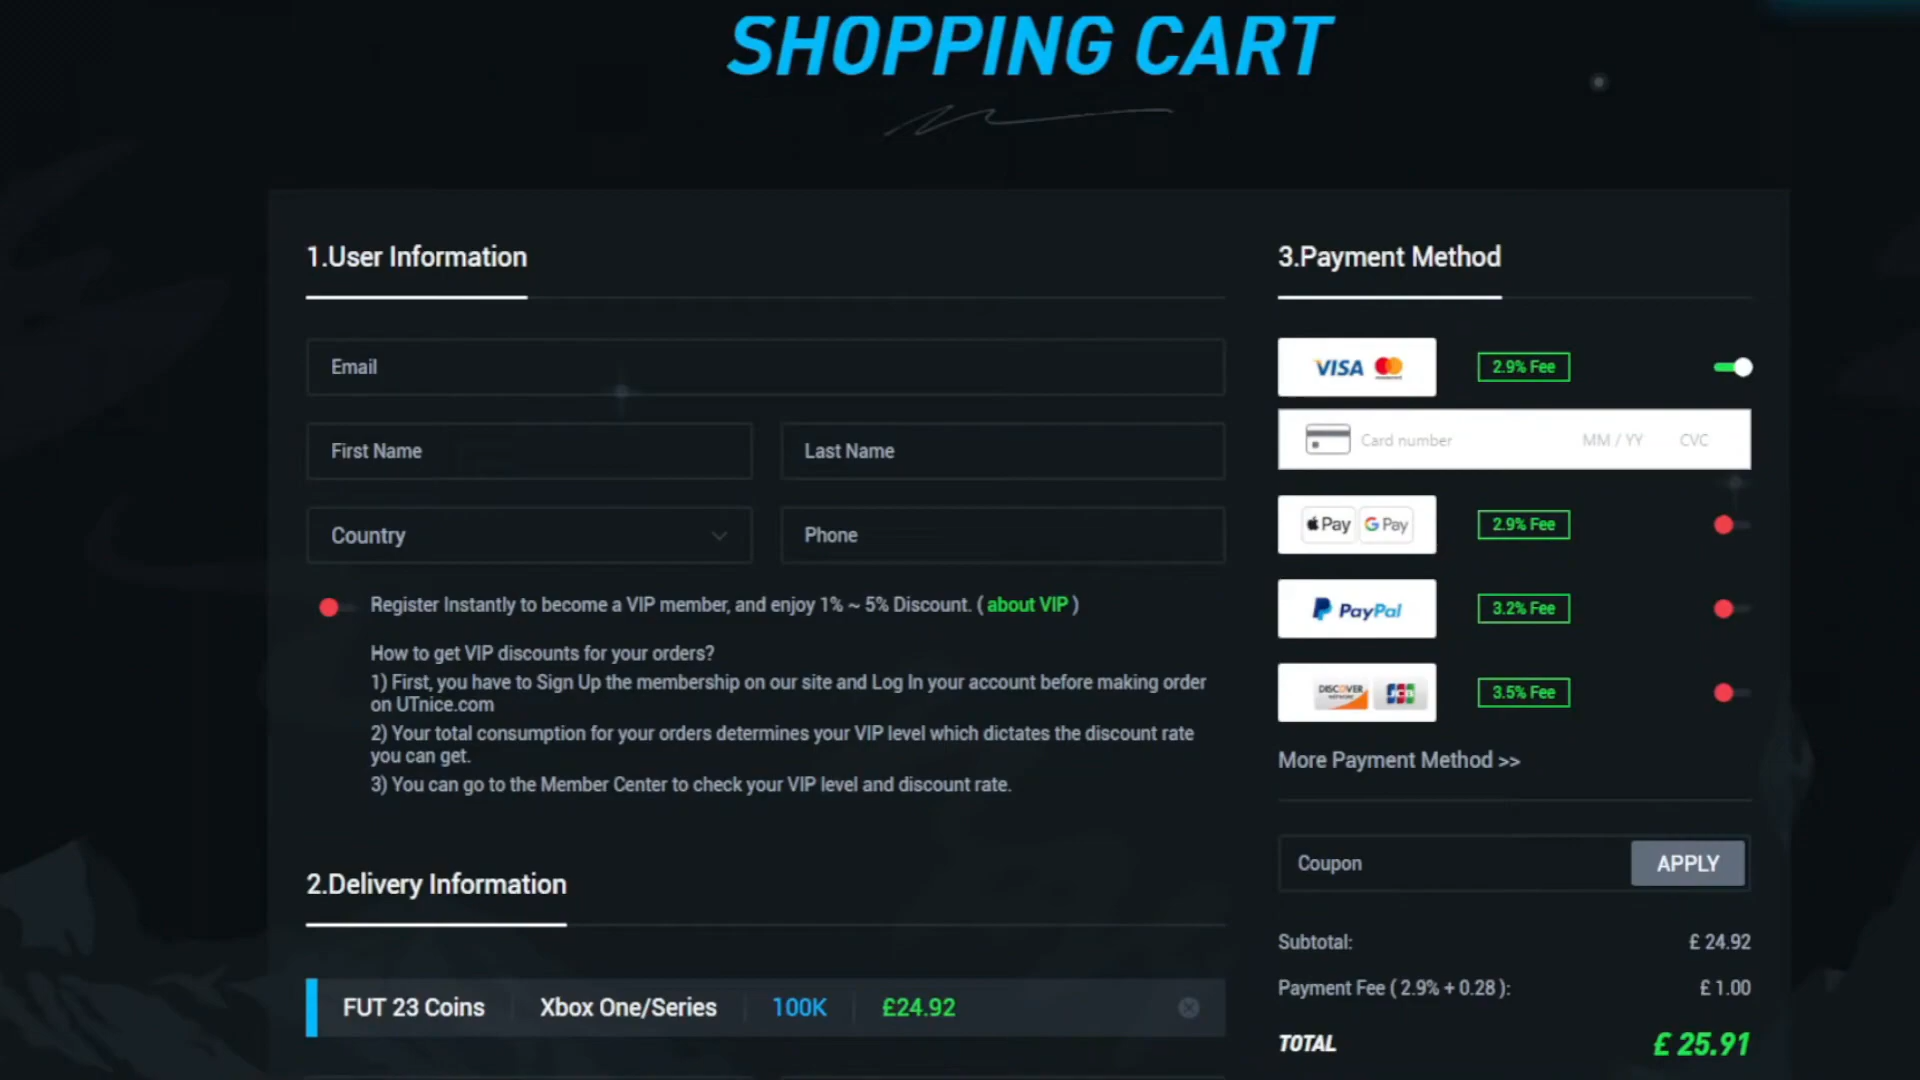 SHOPPING CART
1.User Information
Email
First Name
Last Name
Country
Phone
Register Instantly to become a VIP member, and enjoy 1% ~ 5% Discount. ( about VIP )
How to get VIP discounts for your orders?
1) First, you have to Sign Up the membership on our site and Log In your account before making order
on UTnice.com
2) Your total consumption for your orders determines your VIP level which dictates the discount rate
you can get.
3) You can go to the Member Center to check your VIP level and discount rate.
2.Delivery Information
FUT 23 Coins
Xbox One/Series
100K
£24.92
3.Payment Method
VISA
2.9% Fee
Card number
MM / YY
CVC
Pay
G Pay
2.9% Fee
PayPal
3.2% Fee
DISCOVER
JCB
3.5% Fee
More Payment Method >>
Coupon
APPLY
Subtotal:
£ 24.92
Payment Fee ( 2.9% + 0.28 ):
£ 1.00
TOTAL
£ 25.91